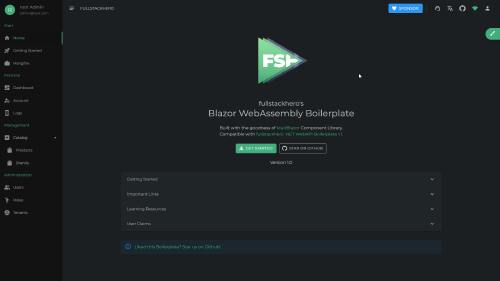 R
root Admin
admin@root.com
FULLSTACKHERO
SPONSOR
Start
Home
Getting Started
Hangfire
Personal
Dashboard
Account
Logs
Management
Catalog
Products
Brands
Administration
Users
Roles
Tenants
FSH
fullstackhero's
Blazor WebAssembly Boilerplate
Built with the goodness of MudBlazor Component Library.
Compatible with fullstackhero .NET WebAPI Boilerplate v1.
GET STARTED
STAR ON GITHUB
Version 1.0
Getting Started
Important Links
Learning Resources
User Claims
Liked this Boilerplate? Star us on Github!